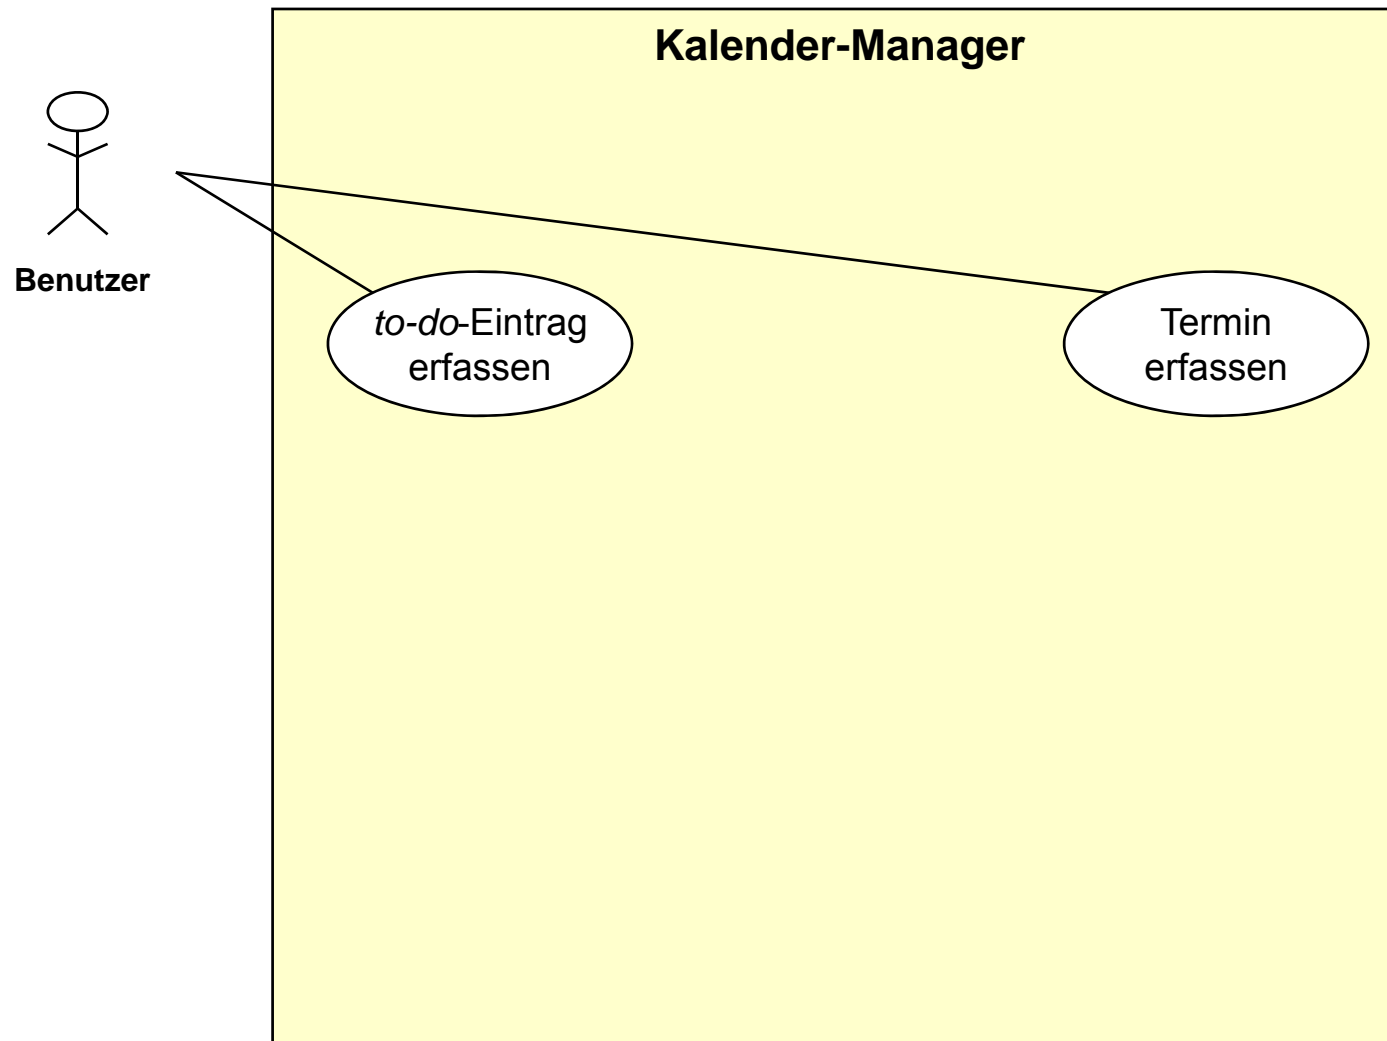 Kalender-Manager
Benutzer
to-do-Eintrag
erfassen
Termin
erfassen